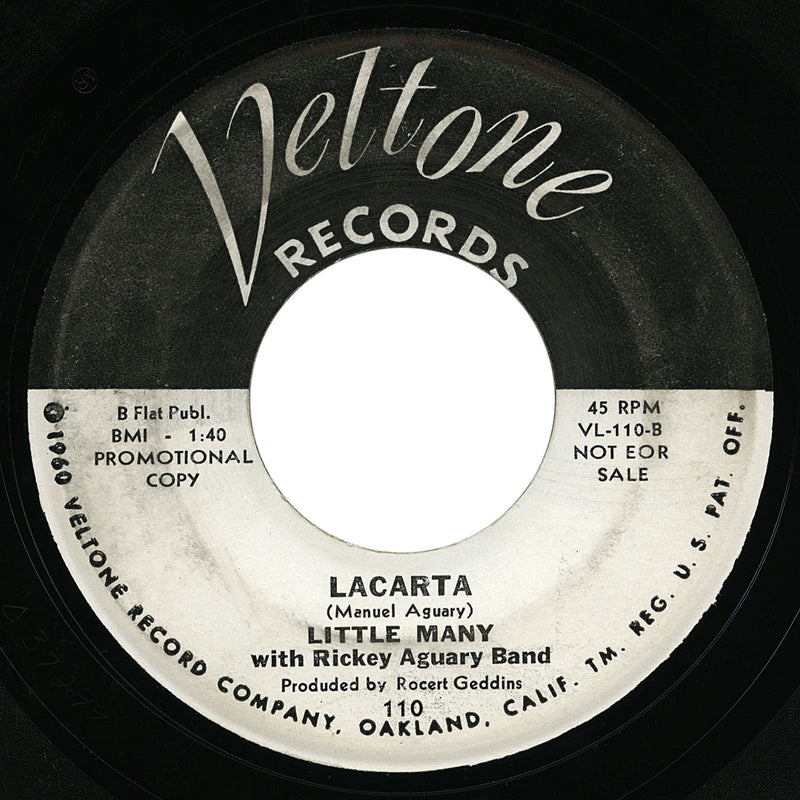 Veltone
RECORDS
B Flat Publ.
BMI - 1:40
PROMOTIONAL
COPY
45 RPM
VL-110-B
NOT EOR
SALE
LACARTA
(Manuel Aguary)
LITTLE MANY
with Rickey Aguary Band
Produded by Rocert Geddins
110
© 1960 VELTONE RECORD COMPANY, OAKLAND, CALIF. TM. REG. U. S. PAT. OFF.